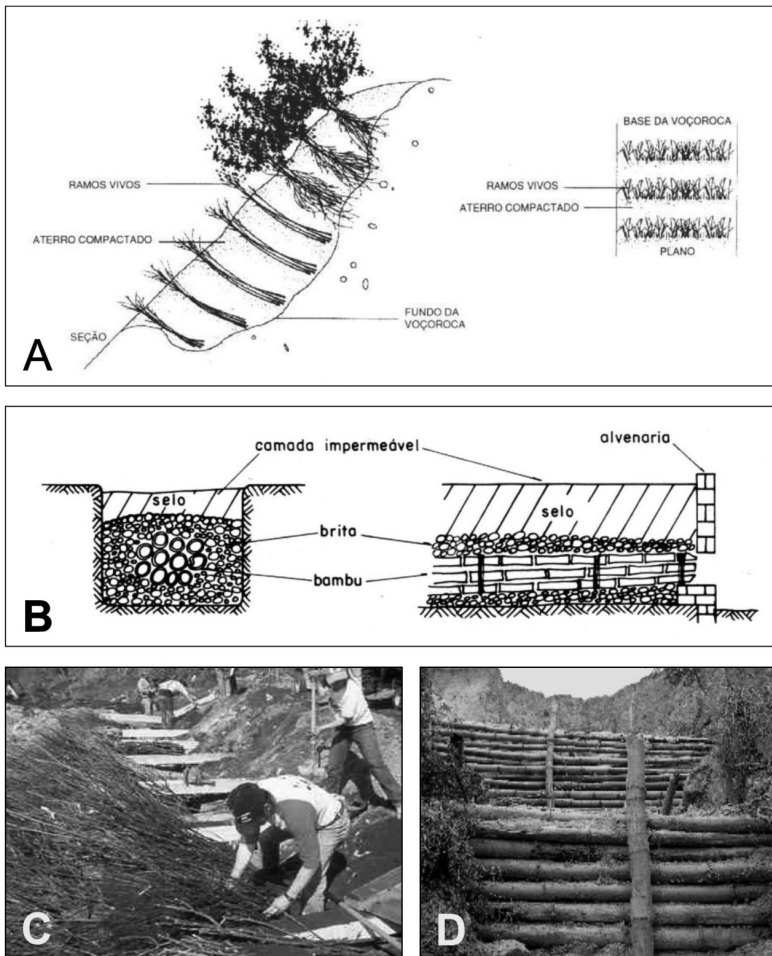 RAMOS VIVOS
ATERRO COMPACTADO
SEÇÃO
FUNDO DA
VOÇOROCA
BASE DA VOÇOROCA
RAMOS VIVOS
ATERRO COMPACTADO
PLANO
A
camada impermeável
alvenaria
selo
selo
brita
bambu
B
C
D